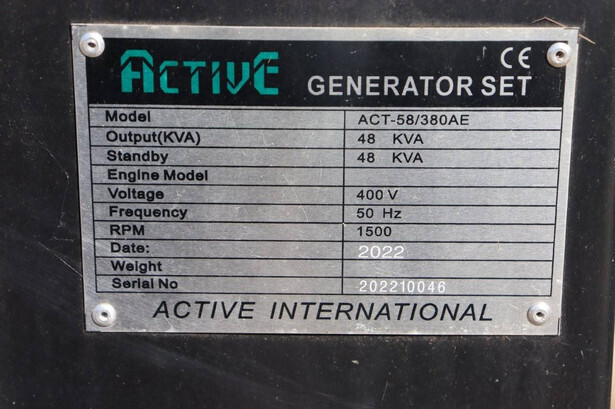 ACTIVE
CE
GENERATOR SET
Model ACT-58/380AE
Output(KVA) 48 KVA
Standby 48 KVA
Engine Model
Voltage 400 V
Frequency 50 Hz
RPM 1500
Date: 2022
Weight
Serial No 202210046
ACTIVE INTERNATIONAL